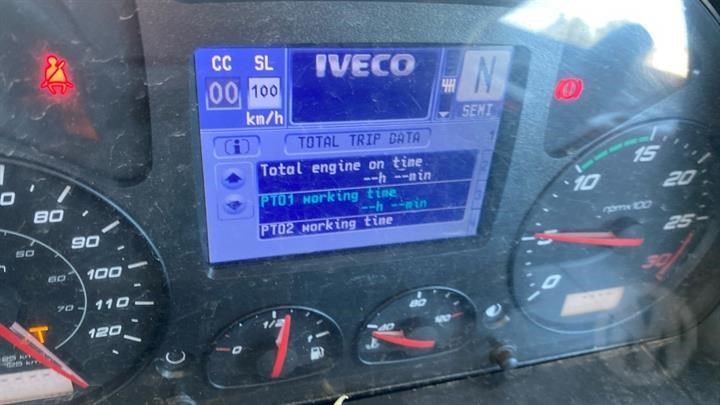 CC SL
00 100
km/h
IVECO
N
SEMI
TOTAL TRIP DATA
Total engine on time
--h --min
PTO1 working time
--h --min
PTO2 working time
80
90
100
110
120
50
70
125 km/h
T
0 1/2
40 80 120
5 10 15 20 25 30
rpmx100